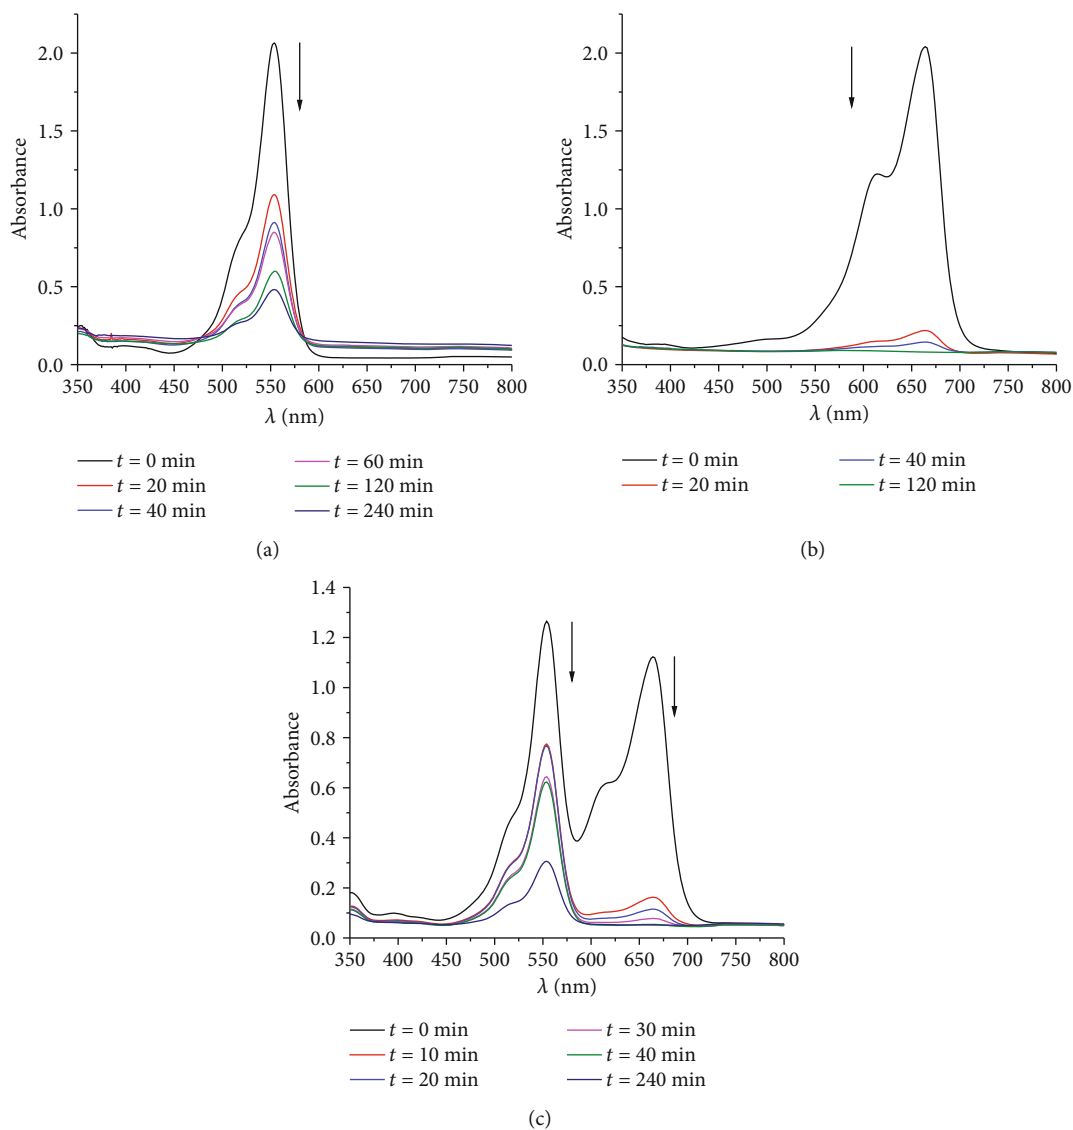 2.0
1.5
1.0
0.5
0.0
Absorbance
350 400 450 500 550 600 650 700 750 800
λ (nm)
t = 0 min t = 60 min
t = 20 min t = 120 min
t = 40 min t = 240 min
(a)
2.0
1.5
1.0
0.5
0.0
Absorbance
350 400 450 500 550 600 650 700 750 800
λ (nm)
t = 0 min t = 40 min
t = 20 min t = 120 min
(b)
1.4
1.2
1.0
0.8
0.6
0.4
0.2
0.0
Absorbance
350 400 450 500 550 600 650 700 750 800
λ (nm)
t = 0 min t = 30 min
t = 10 min t = 40 min
t = 20 min t = 240 min
(c)